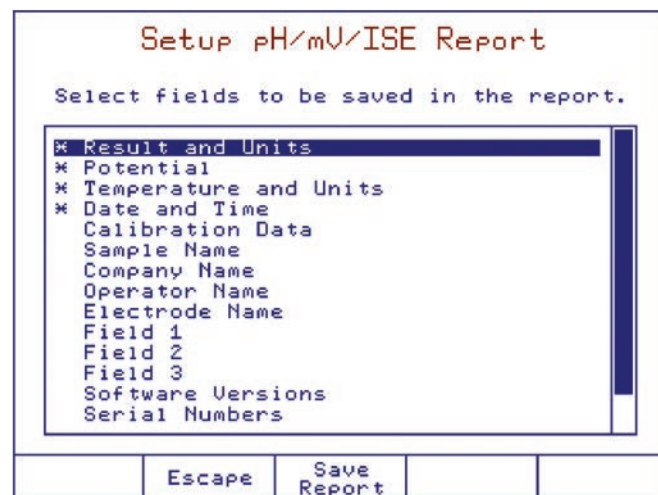 Setup pH/mV/ISE Report
Select fields to be saved in the report.
* Result and Units
* Potential
* Temperature and Units
* Date and Time
Calibration Data
Sample Name
Company Name
Operator Name
Electrode Name
Field 1
Field 2
Field 3
Software Versions
Serial Numbers
Escape
Save
Report